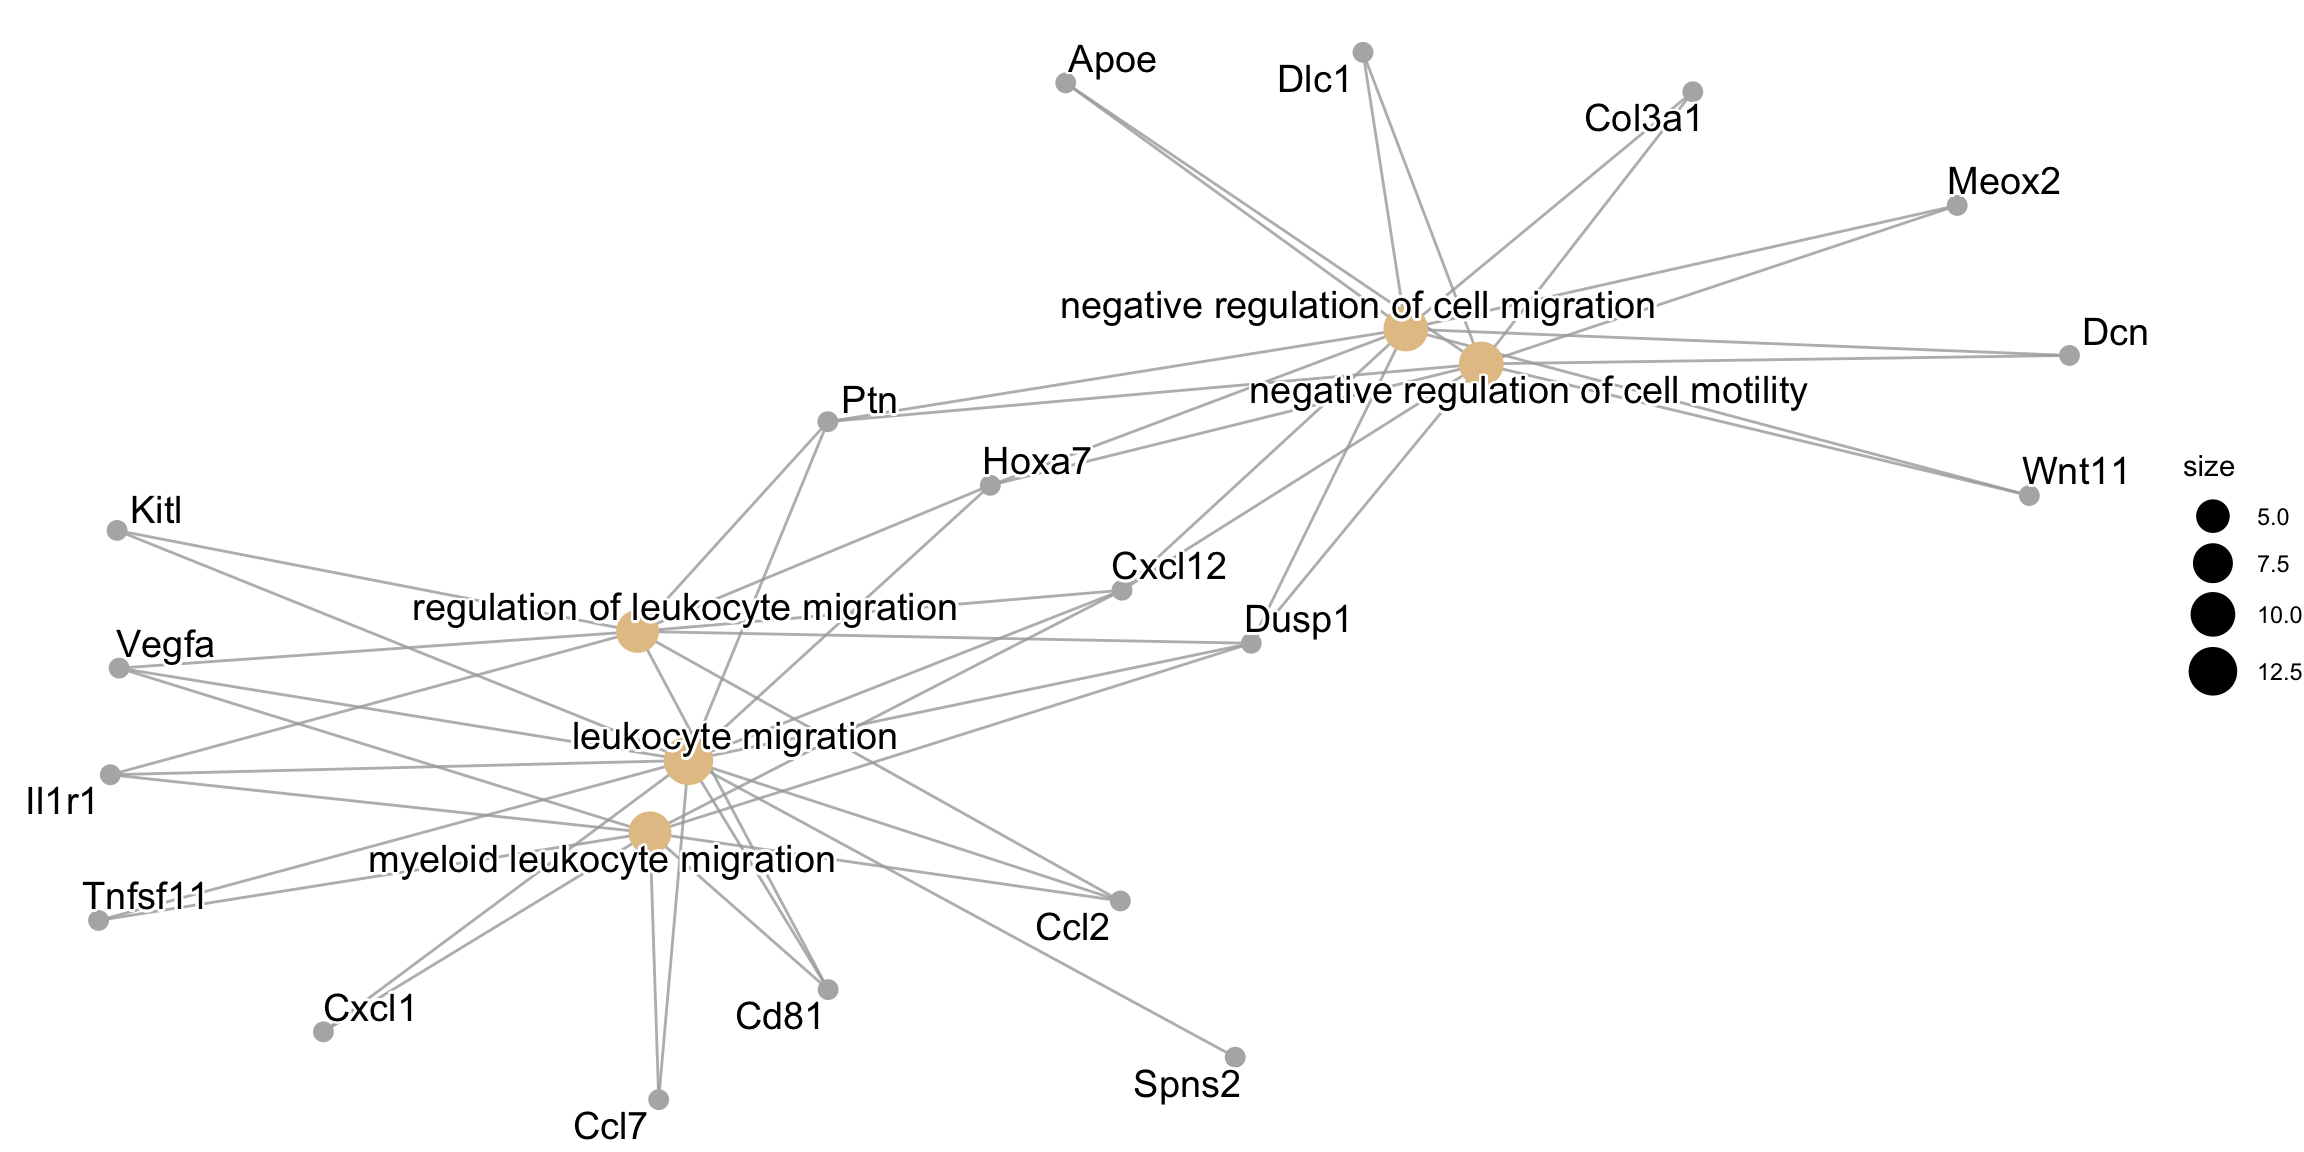 Apoe
Dlc1
Col3a1
Meox2
negative regulation of cell migration
Dcn
negative regulation of cell motility
Ptn
Hoxa7
Wnt11
size
5.0
7.5
10.0
12.5
Kitl
Cxcl12
regulation of leukocyte migration
Dusp1
Vegfa
leukocyte migration
Il1r1
myeloid leukocyte migration
Tnfsf11
Ccl2
Cxcl1
Cd81
Spns2
Ccl7